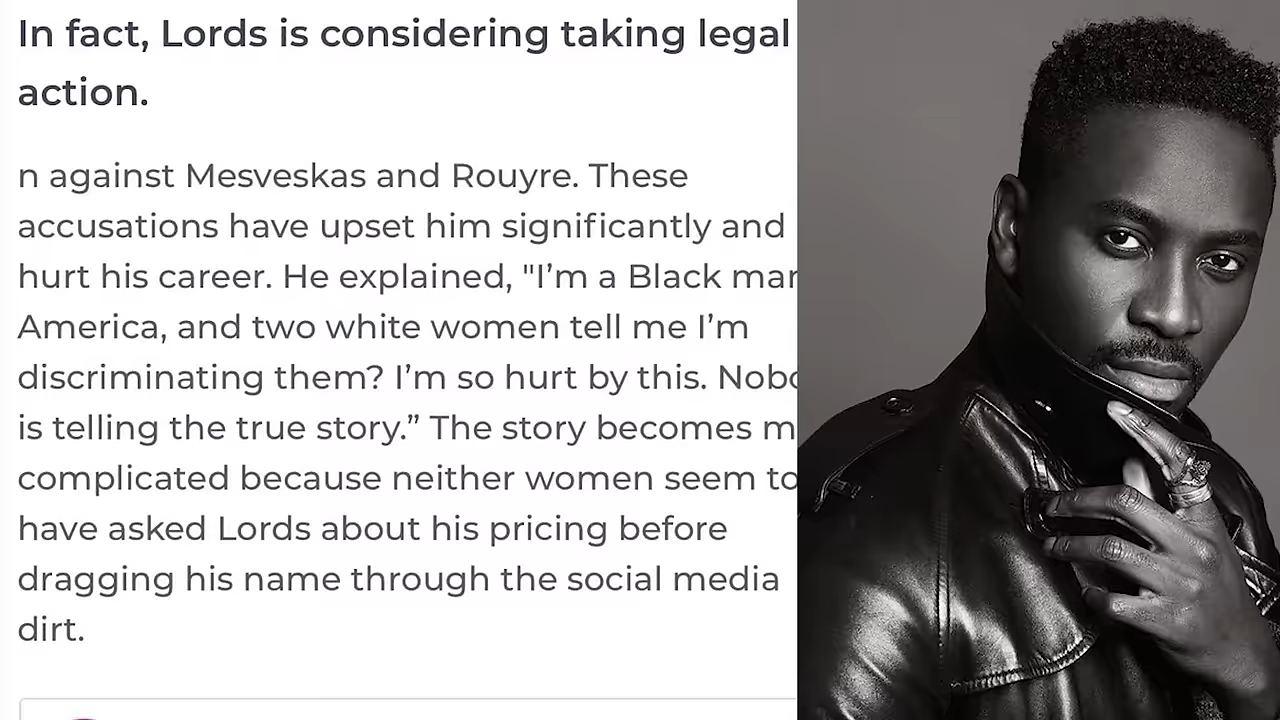 In fact, Lords is considering taking legal
action.
n against Mesveskas and Rouyre. These
accusations have upset him significantly and
hurt his career. He explained, "I’m a Black
America, and two white women tell me I’m
discriminating them? I’m so hurt by this.
is telling the true story.” The story becomes
complicated because neither women seem to
have asked Lords about his pricing before
dragging his name through the social media
dirt.